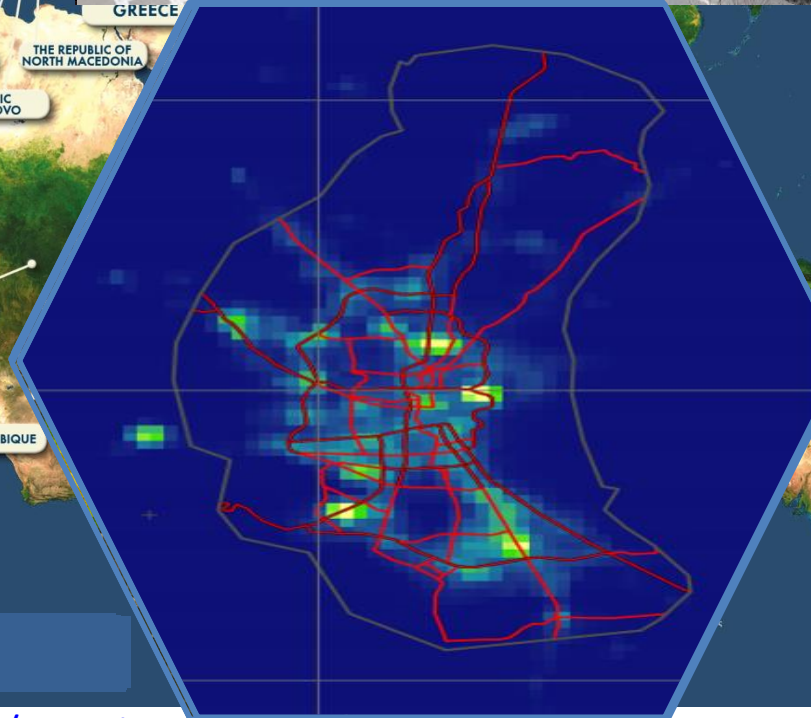 GREECE
THE REPUBLIC OF
NORTH MACEDONIA
IC
OVO
BIQUE